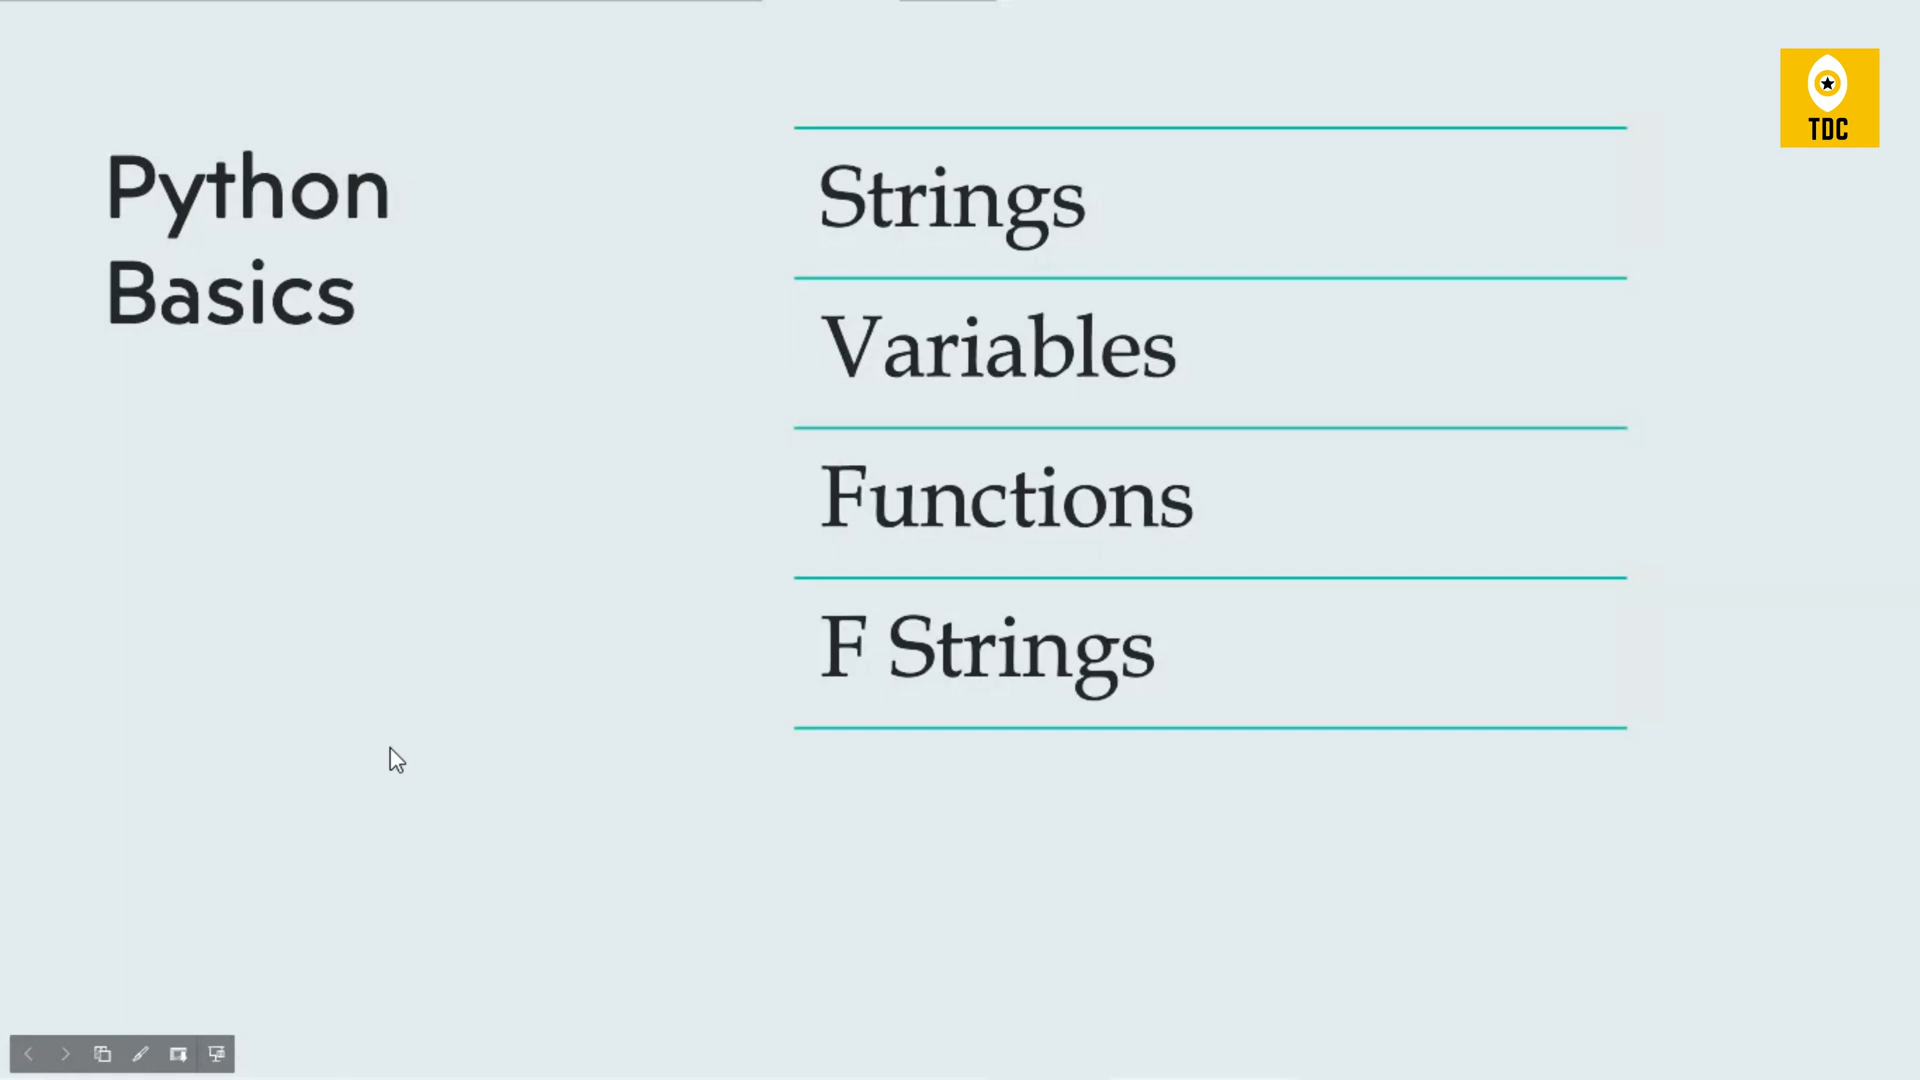 Python
Basics
Strings
Variables
Functions
F Strings
TDC